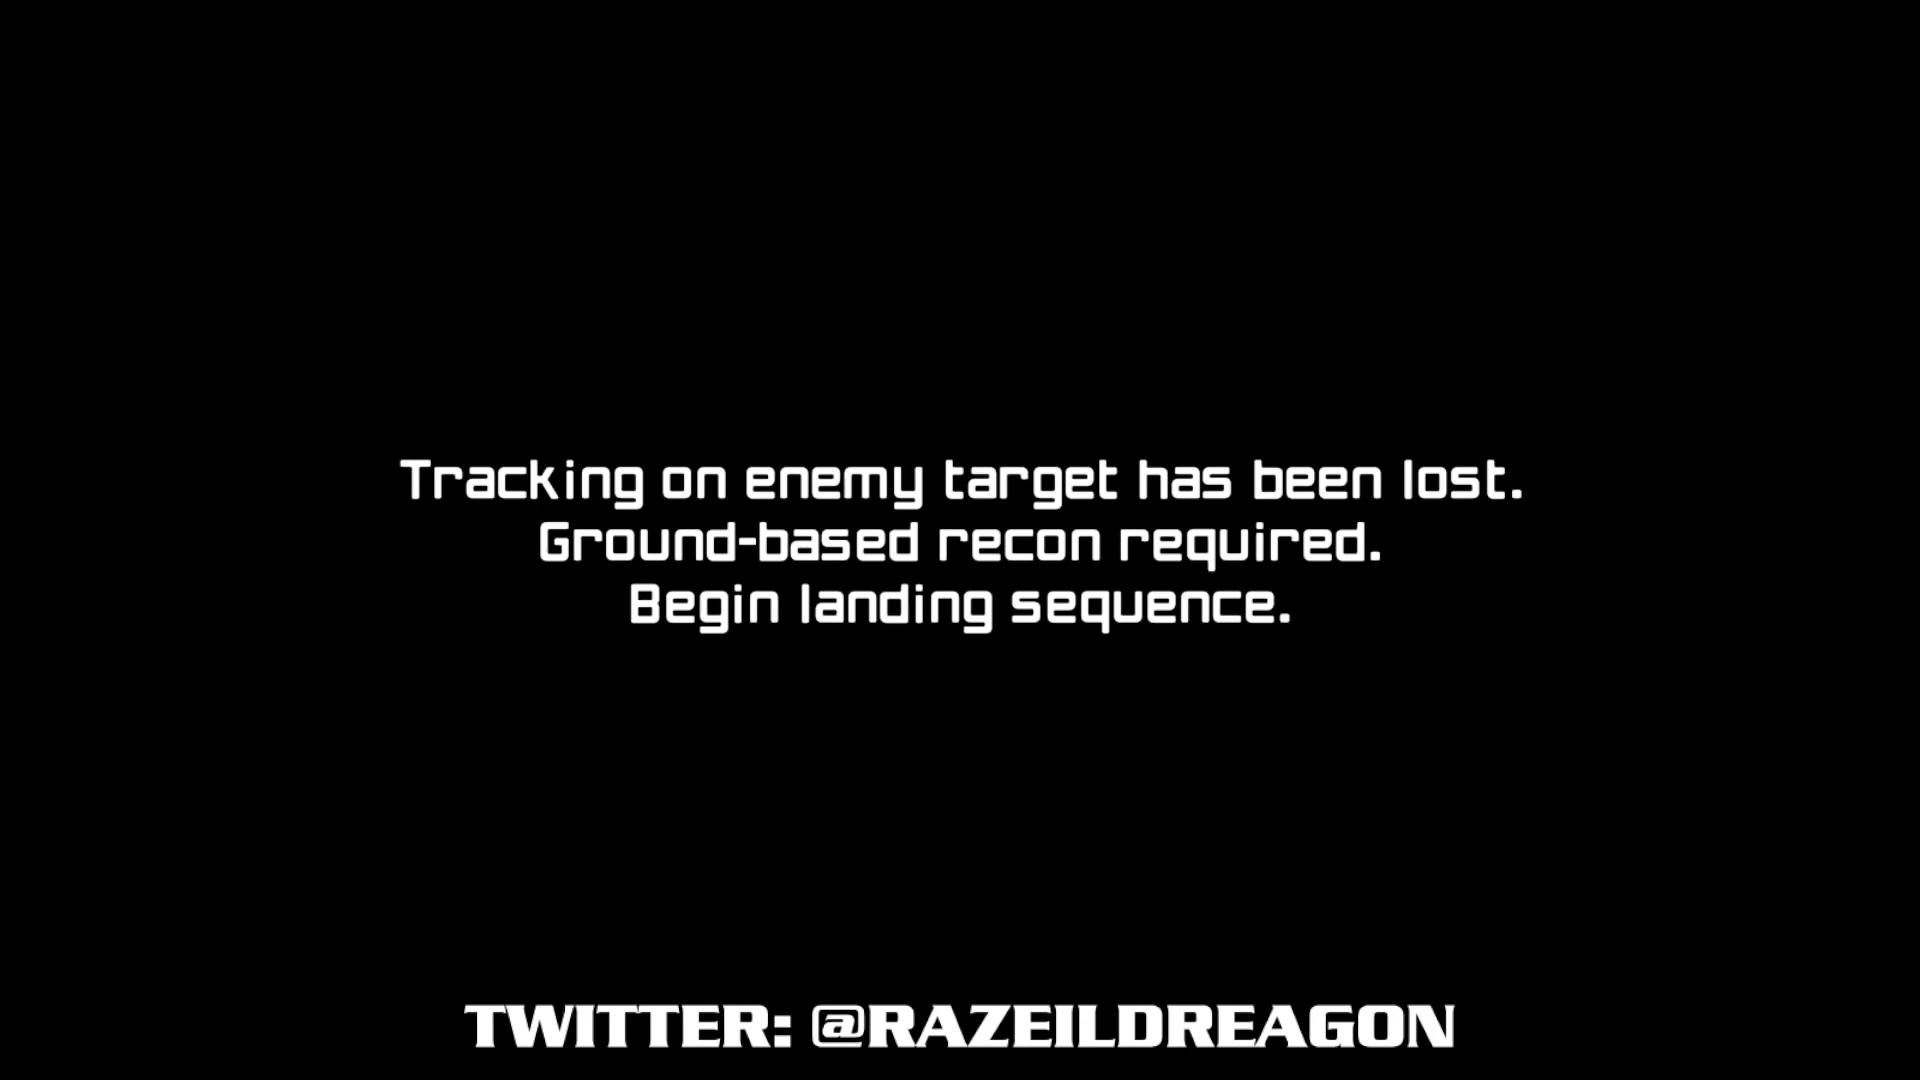 Tracking on enemy target has been lost.
Ground-based recon required.
Begin landing sequence.
TWITTER: @RAZEILDREAGON